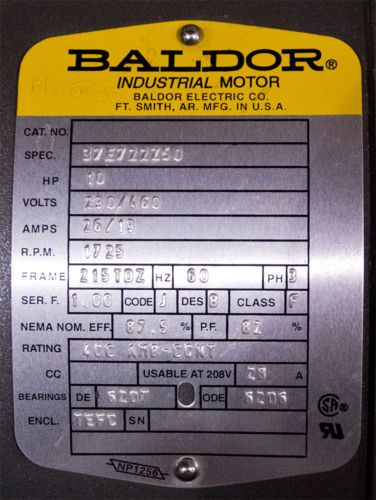 BALDOR®
INDUSTRIAL MOTOR
BALDOR ELECTRIC CO.
FT. SMITH, AR. MFG. IN U.S.A.
CAT. NO.
SPEC. 37E722Z60
HP 10
VOLTS 230/460
AMPS 26/13
R.P.M. 1725
FRAME 215TDZ HZ 60 PH 3
SER. F. 1.00 CODE J DES B CLASS F
NEMA NOM. EFF. 87.5 % P.F. 82 %
RATING 40C AMB-CONT
CC USABLE AT 208V 28 A
BEARINGS DE 6207 ODE 6206
ENCL. TEFC SN
NP1256